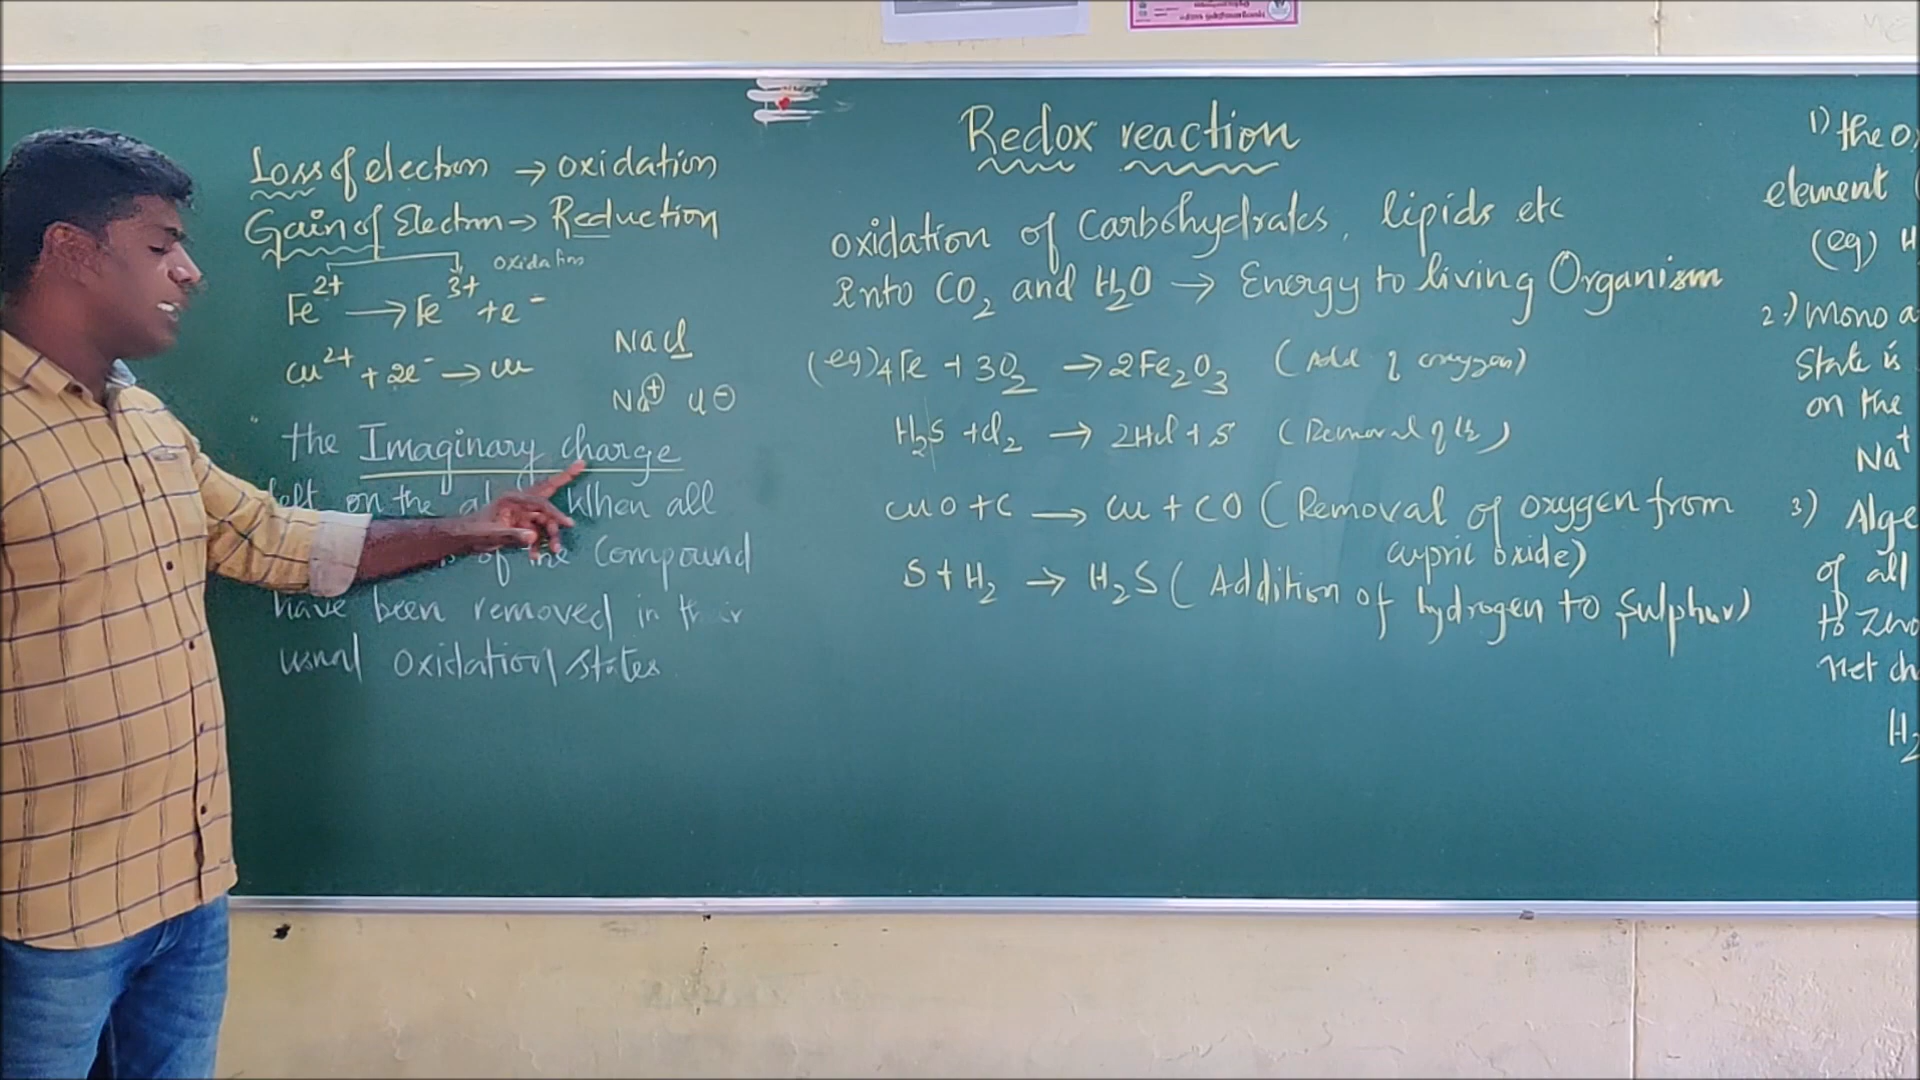 Redox reaction
Loss of electron → oxidation
Gain of Electron → Reduction
oxidation
Fe²⁺ → Fe³⁺ + e⁻
Cu²⁺ + 2e⁻ → Cu
NaCl
Na⊕ Cl⊖
the Imaginary charge
left on the When all
of the Compound
have been removed in their
usual oxidation states
oxidation of Carbohydrates, lipids etc
into CO₂ and H₂O → Energy to living Organism
(eg) 4Fe + 3O₂ → 2Fe₂O₃ (Add of oxygen)
H₂S + Cl₂ → 2HCl + S (Removal of H₂)
CuO + C → Cu + CO (Removal of oxygen from
cupric oxide)
S + H₂ → H₂S (Addition of hydrogen to Sulphur)
1) the o
element
(eg) H
2.) Mono a
State is
on the
Na⁺
3) Alge
of all
to Zero
net ch
H₂